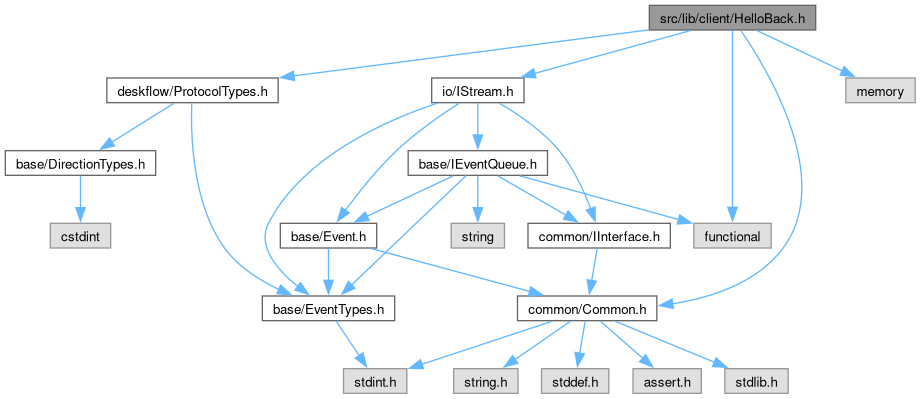 src/lib/client/HelloBack.h
deskflow/ProtocolTypes.h
io/IStream.h
memory
base/DirectionTypes.h
base/IEventQueue.h
cstdint
base/Event.h
string
common/IInterface.h
functional
base/EventTypes.h
common/Common.h
stdint.h
string.h
stddef.h
assert.h
stdlib.h